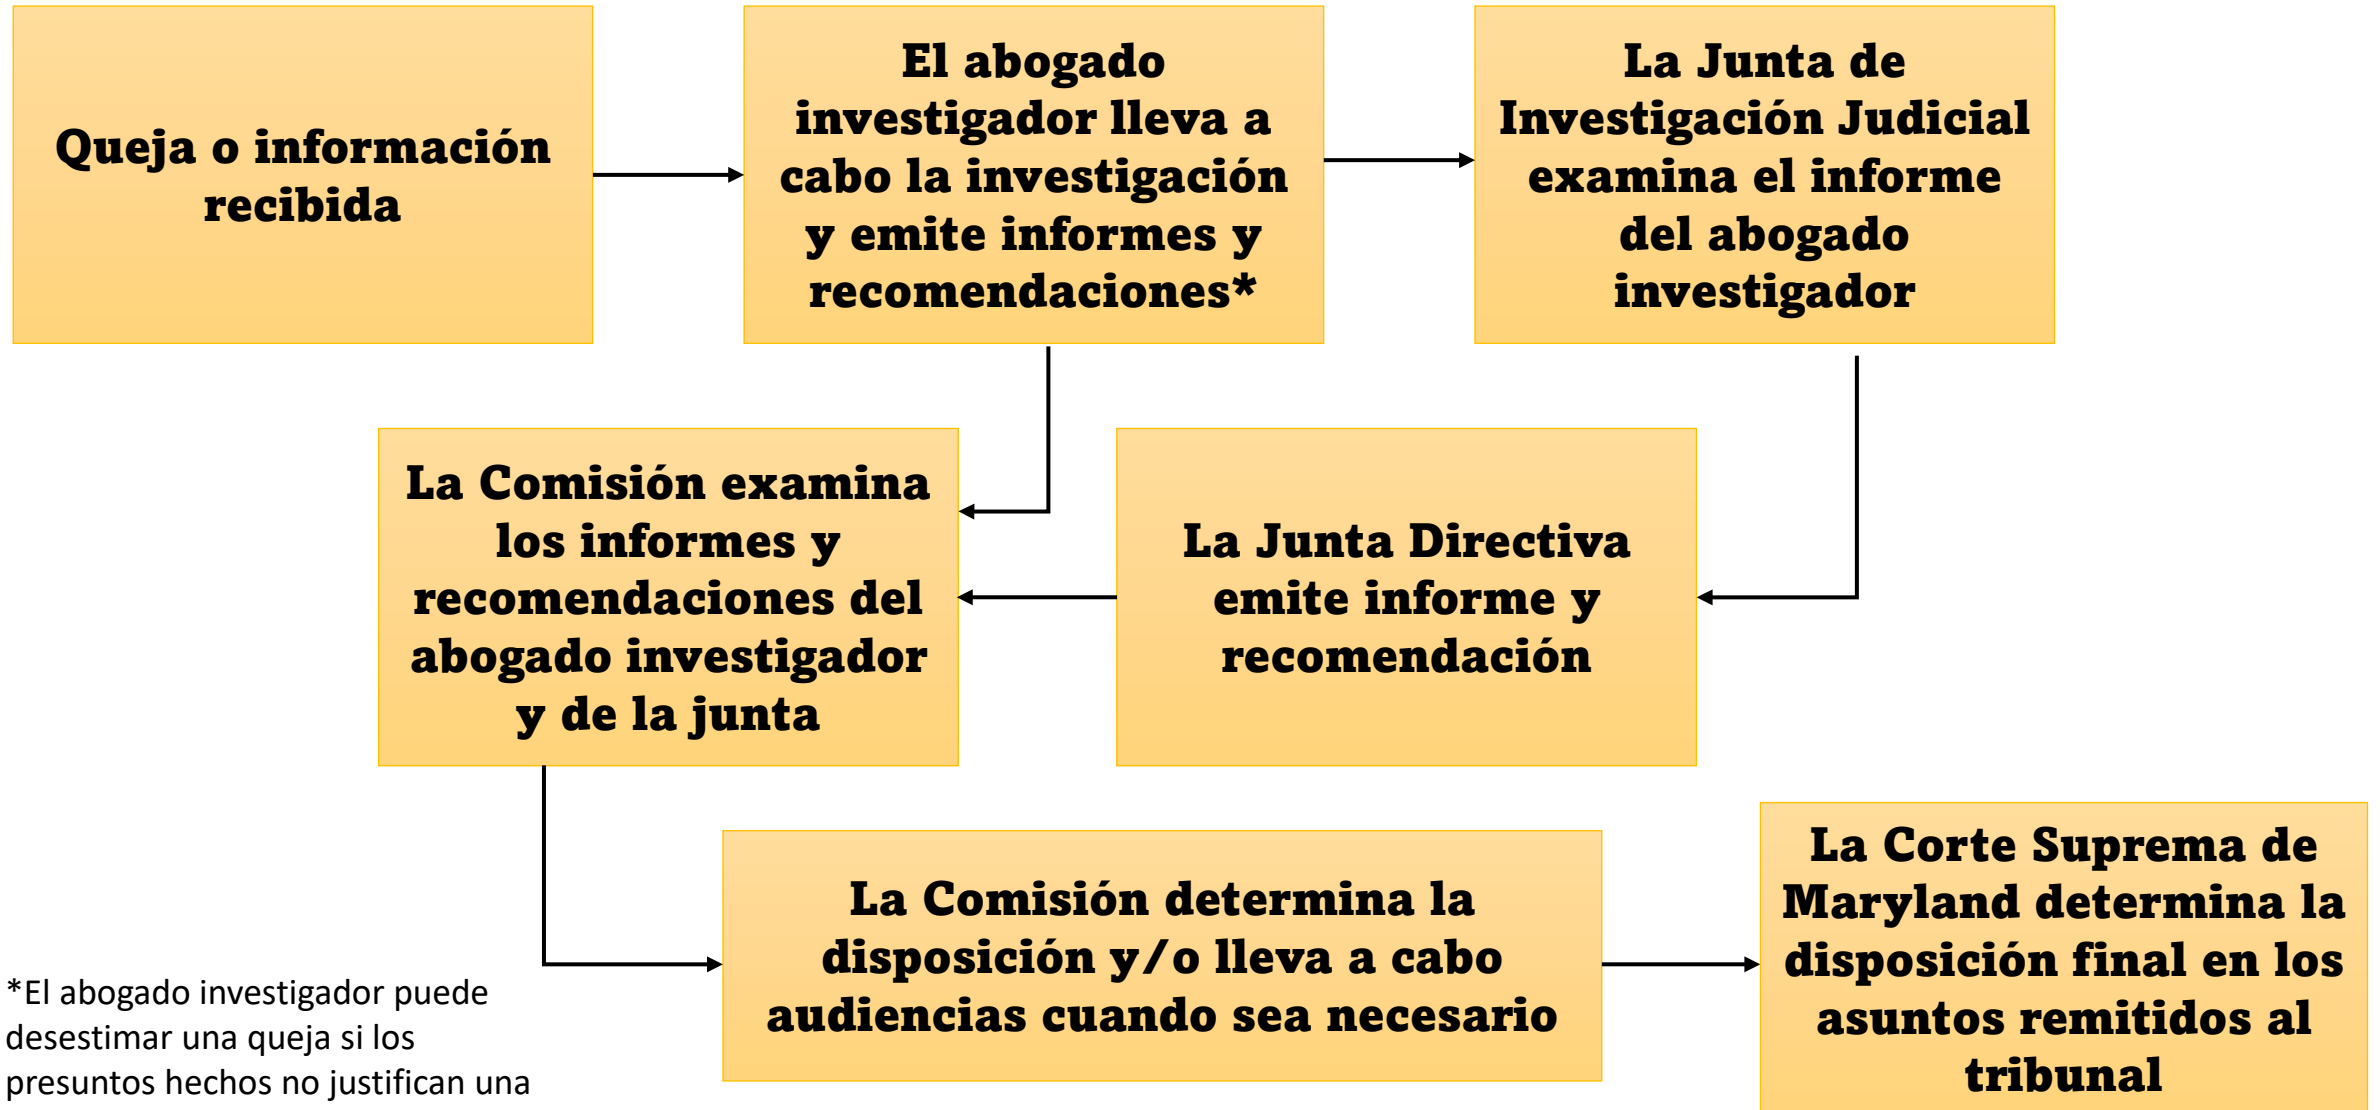 Queja o información
recibida
El abogado
investigador lleva a
cabo la investigación
y emite informes y
recomendaciones*
La Junta de
Investigación Judicial
examina el informe
del abogado
investigador
La Comisión examina
los informes y
recomendaciones del
abogado investigador
y de la junta
La Junta Directiva
emite informe y
recomendación
La Comisión determina la
disposición y/o lleva a cabo
audiencias cuando sea necesario
La Corte Suprema de
Maryland determina la
disposición final en los
asuntos remitidos al
tribunal
*El abogado investigador puede
desestimar una queja si los
presuntos hechos no justifican una